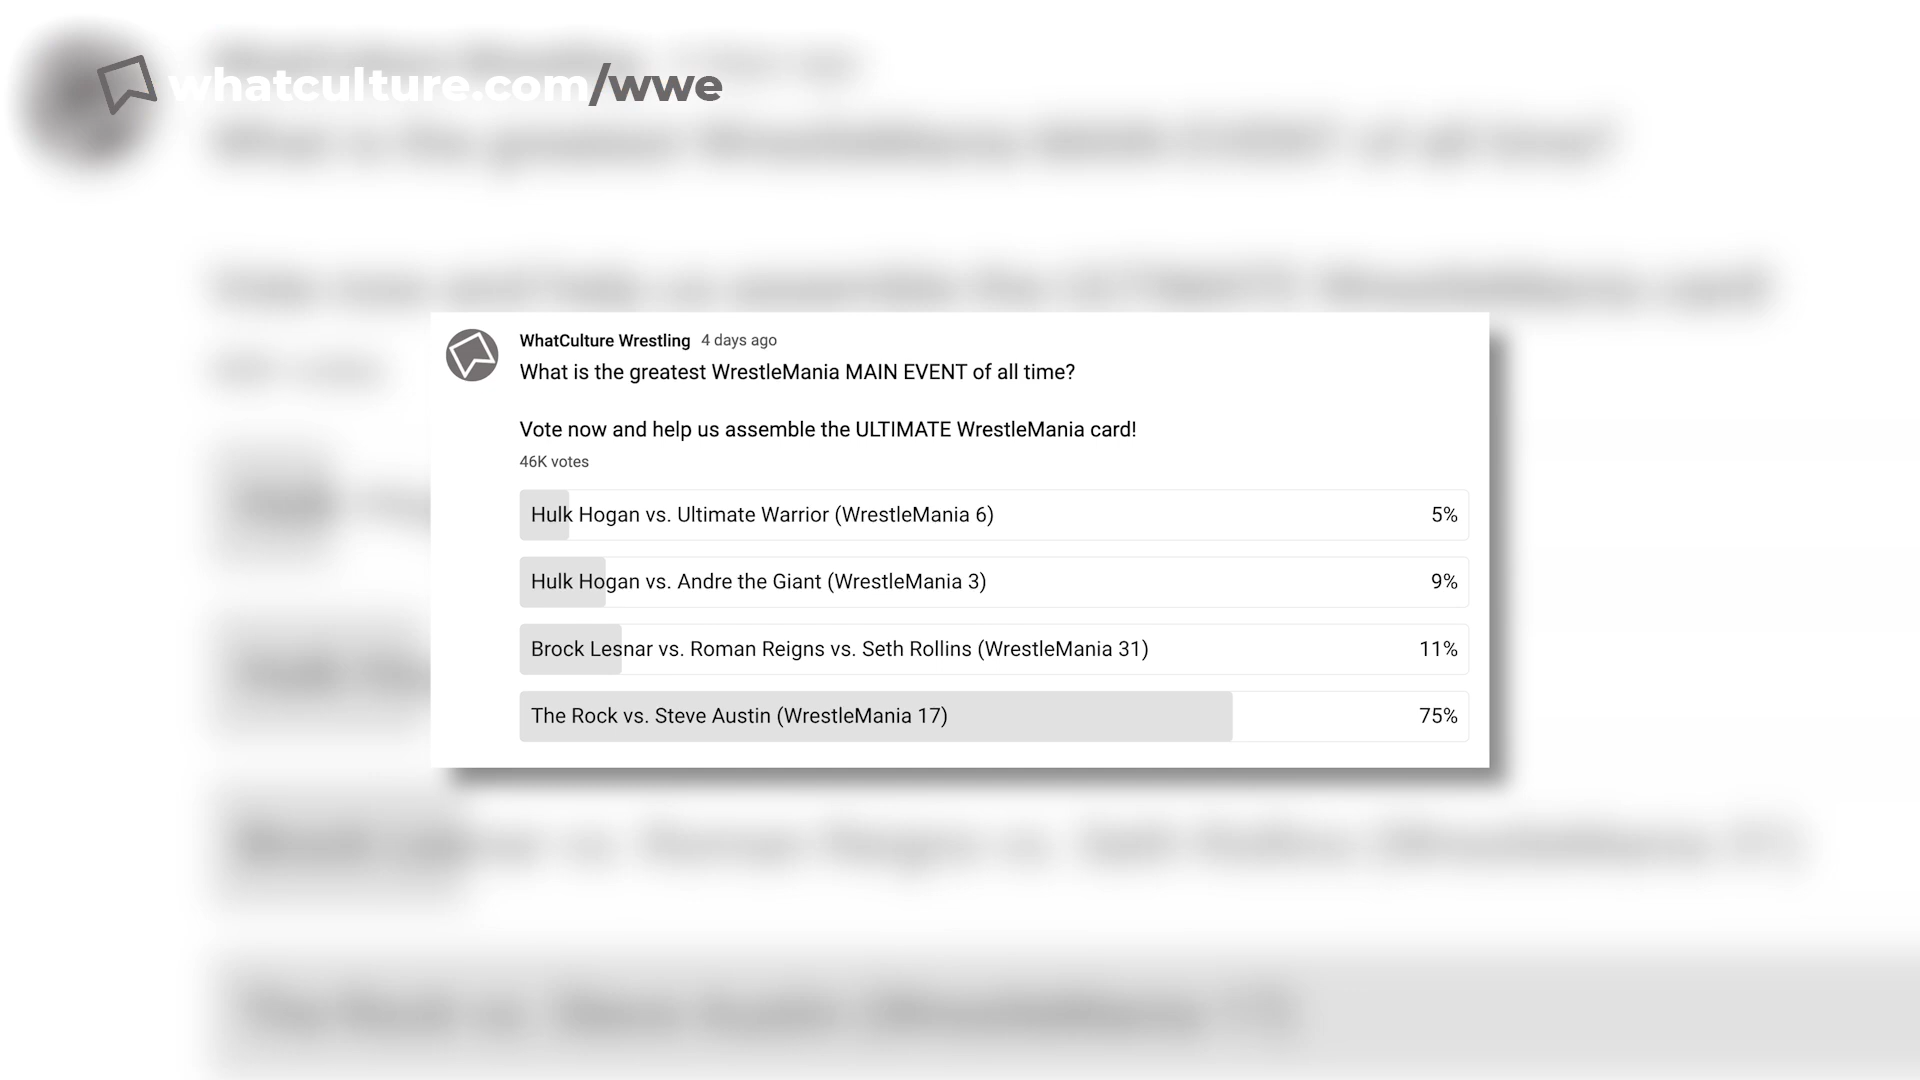 whatculture.com/wwe
WhatCulture Wrestling 4 days ago
What is the greatest WrestleMania MAIN EVENT of all time?
Vote now and help us assemble the ULTIMATE WrestleMania card!
46K votes
Hulk Hogan vs. Ultimate Warrior (WrestleMania 6) 5%
Hulk Hogan vs. Andre the Giant (WrestleMania 3) 9%
Brock Lesnar vs. Roman Reigns vs. Seth Rollins (WrestleMania 31) 11%
The Rock vs. Steve Austin (WrestleMania 17) 75%